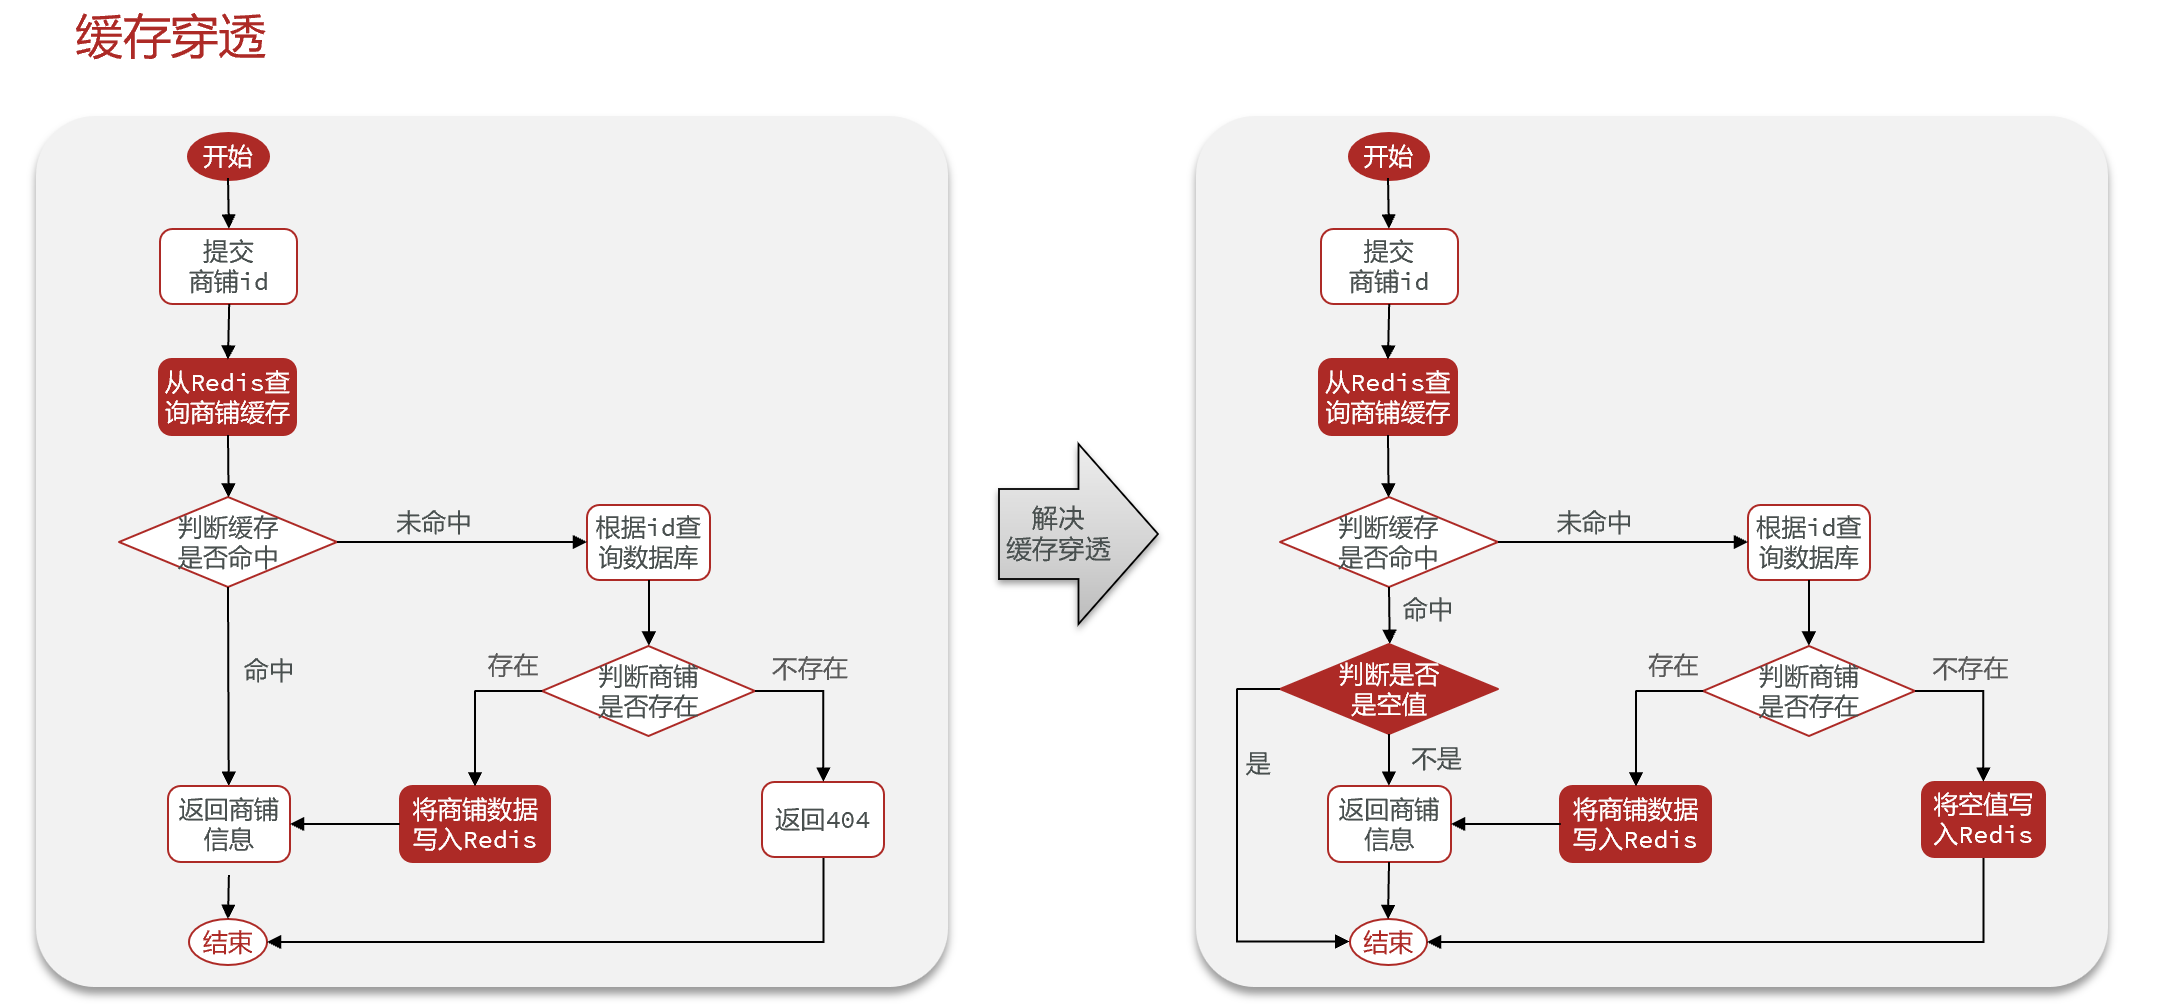 缓存穿透
开始
提交
商铺id
从Redis查
询商铺缓存
判断缓存
是否命中
未命中
根据id查
询数据库
命中
存在
判断商铺
是否存在
不存在
返回商铺
信息
将商铺数据
写入Redis
返回404
结束
解决
缓存穿透
开始
提交
商铺id
从Redis查
询商铺缓存
判断缓存
是否命中
未命中
根据id查
询数据库
命中
判断是否
是空值
存在
判断商铺
是否存在
不存在
是
不是
返回商铺
信息
将商铺数据
写入Redis
将空值写
入Redis
结束